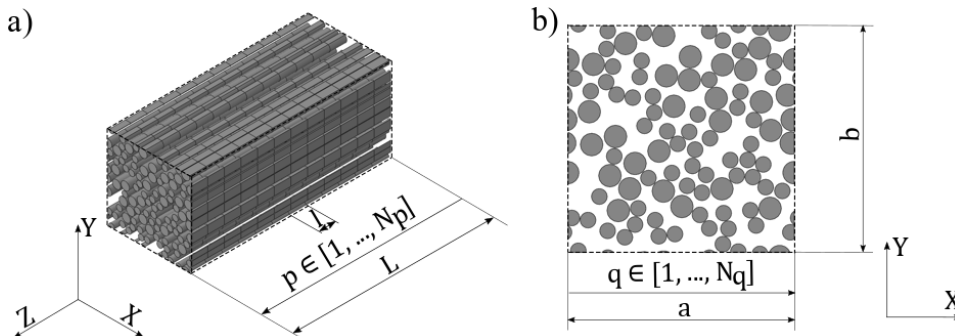 a)
Y
Z
X
l
p ∈ [1, ..., Np]
L
b)
b
q ∈ [1, ..., Nq]
a
Y
X